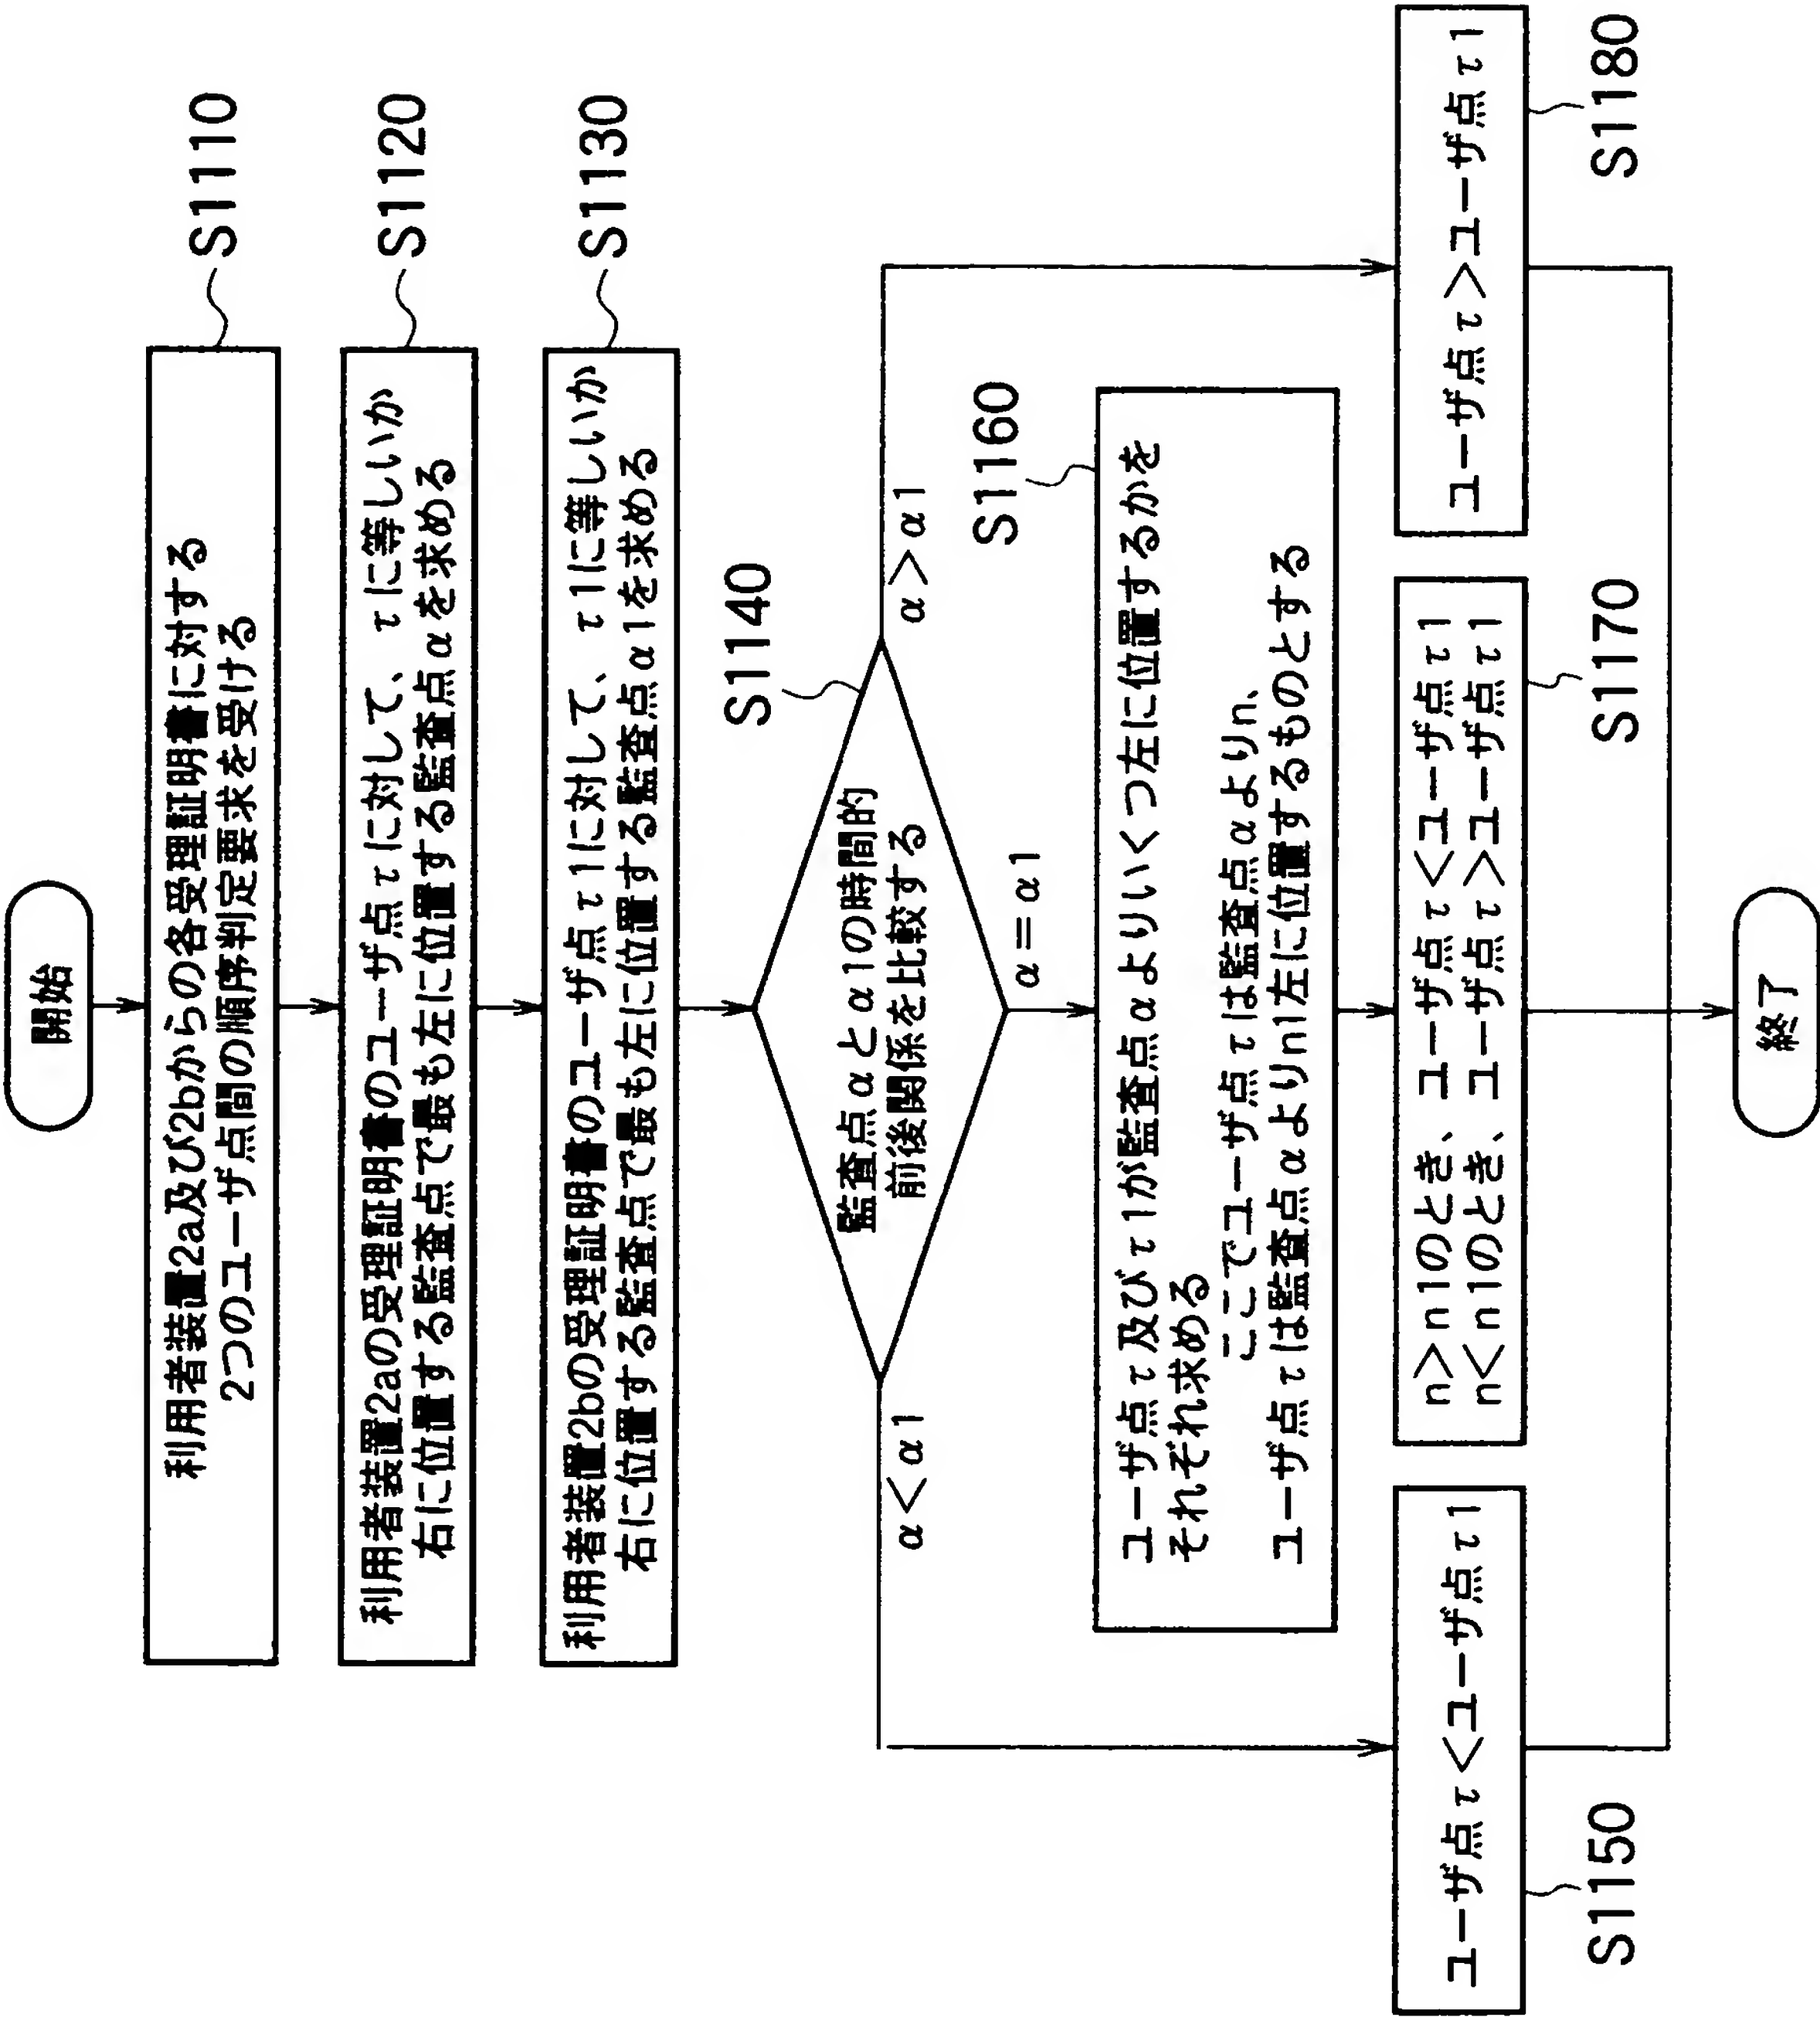 開始
利用者装置2a及び2bからの各受理証明書に対する
2つのユーザ点間の順序判定要求を受ける
S1110
利用者装置2aの受理証明書のユーザ点τに対して、τに等しいか
右に位置する監査点で最も左に位置する監査点αを求める
S1120
利用者装置2bの受理証明書のユーザ点τ1に対して、τ1に等しいか
右に位置する監査点で最も左に位置する監査点α1を求める
S1130
S1140
監査点αとα1の時間的
前後関係を比較する
α<α1
α=α1
α>α1
S1160
ユーザ点τ及びτ1が監査点αよりいくつ左に位置するかを
それぞれ求める
ここでユーザ点τは監査点αよりn、
ユーザ点τは監査点αよりn1左に位置するものとする
ユーザ点τ<ユーザ点τ1
S1150
n>n1のとき、ユーザ点τ<ユーザ点τ1
n<n1のとき、ユーザ点τ>ユーザ点τ1
S1170
ユーザ点τ>ユーザ点τ1
S1180
終了